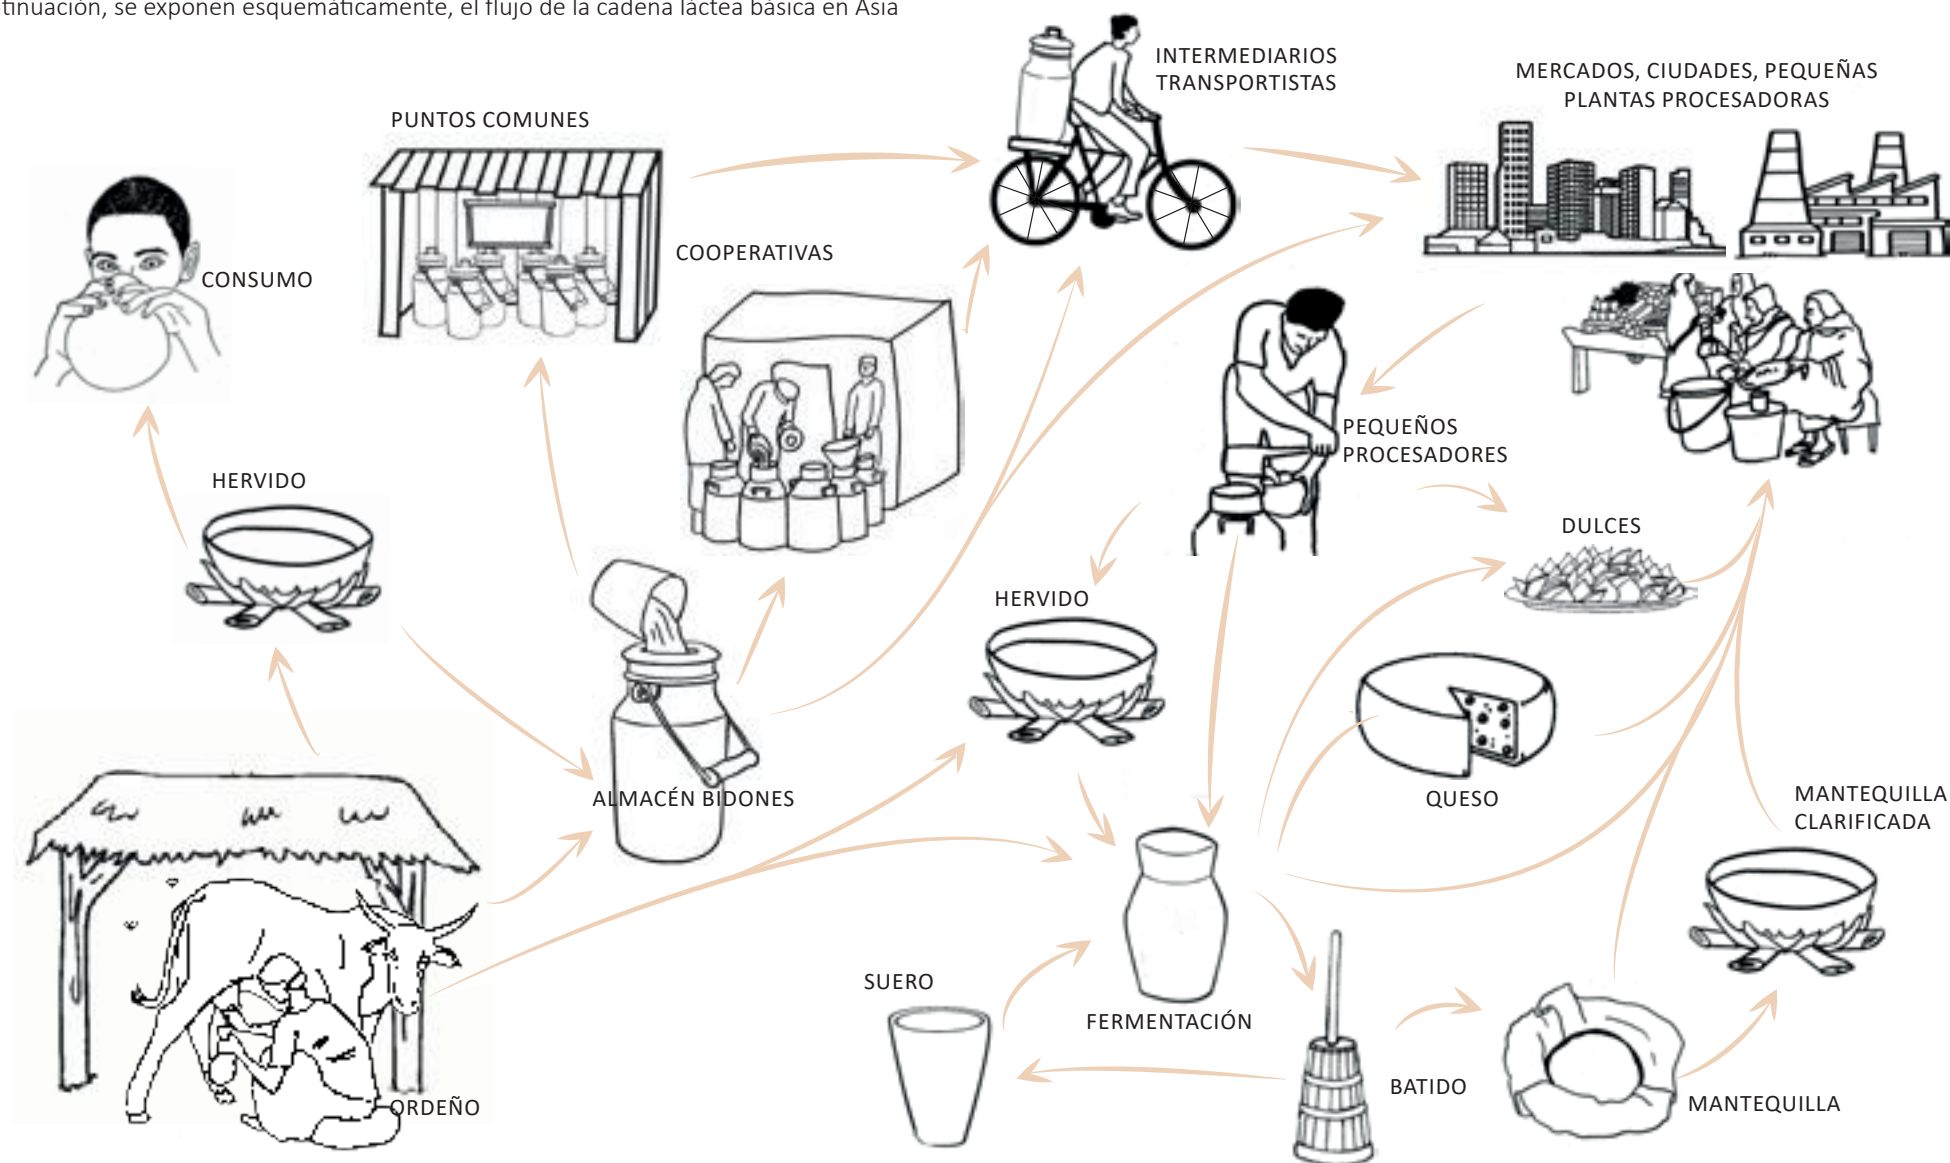 tinuación, se exponen esquemáticamente, el flujo de la cadena láctea básica en Asia
INTERMEDIARIOS
TRANSPORTISTAS
MERCADOS, CIUDADES, PEQUEÑAS
PLANTAS PROCESADORAS
PUNTOS COMUNES
COOPERATIVAS
CONSUMO
PEQUEÑOS
PROCESADORES
HERVIDO
DULCES
HERVIDO
ALMACÉN BIDONES
QUESO
MANTEQUILLA
CLARIFICADA
SUERO
FERMENTACIÓN
BATIDO
ORDEÑO
MANTEQUILLA